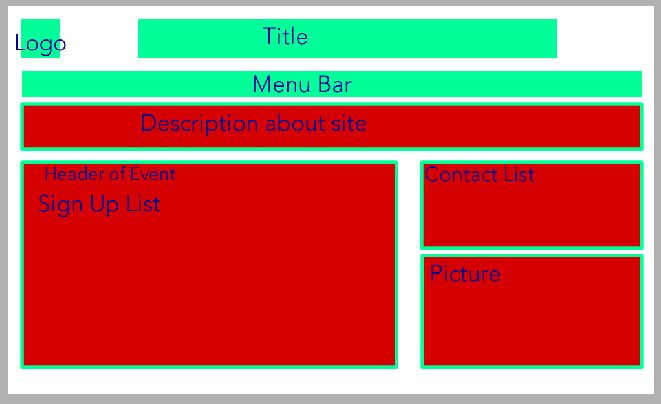 Logo
Title
Menu Bar
Description about site
Header of Event
Sign Up List
Contact List
Picture